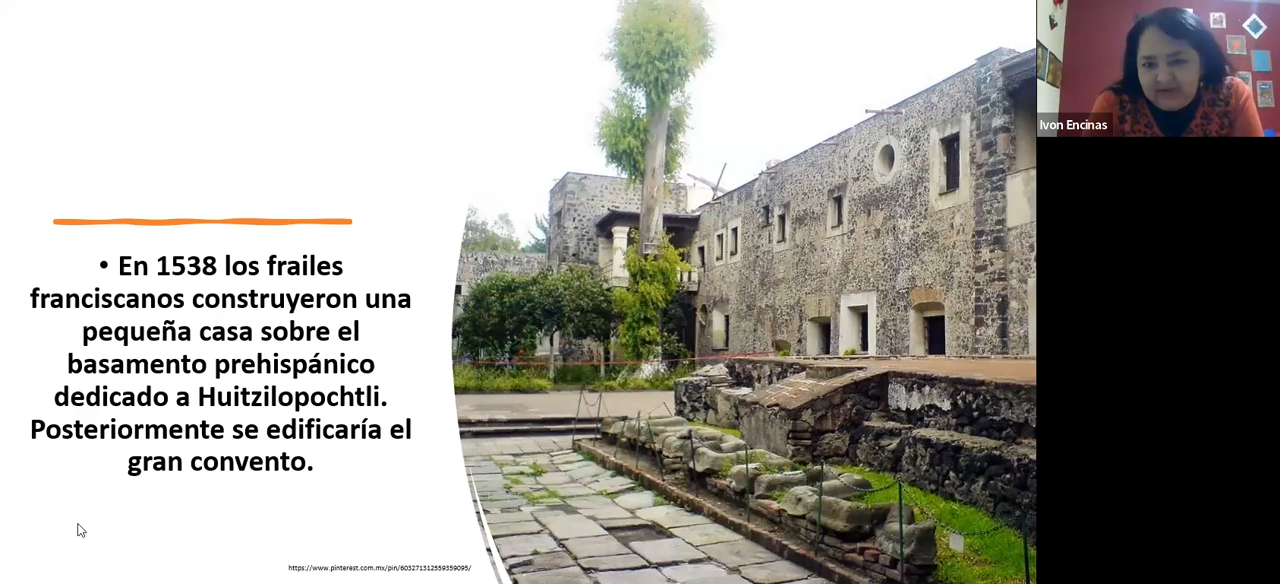 • En 1538 los frailes
franciscanos construyeron una
pequeña casa sobre el
basamento prehispánico
dedicado a Huitzilopochtli.
Posteriormente se edificaría el
gran convento.
https://www.pinterest.com.mx/pin/603271312559359095/
Ivon Encinas